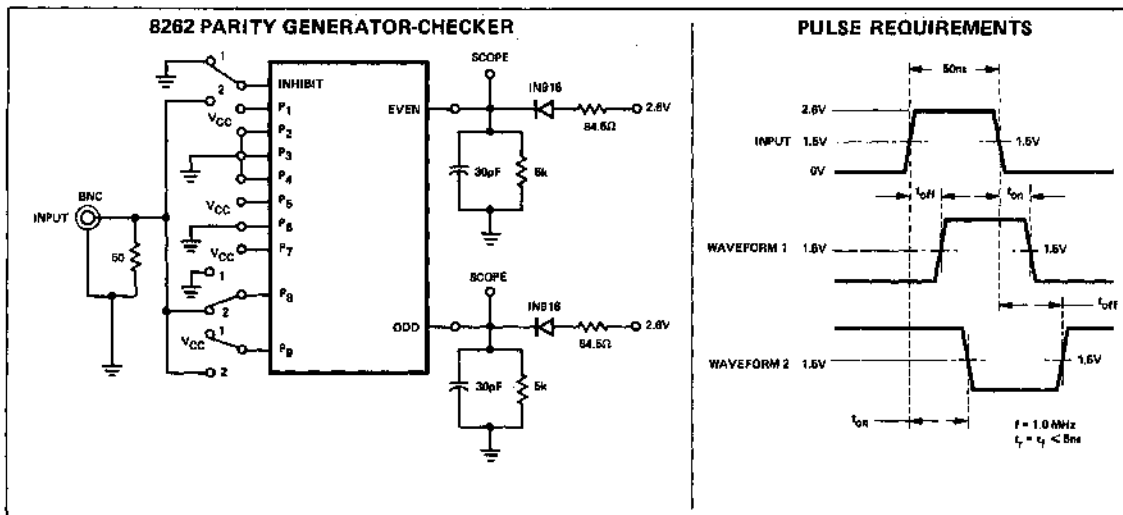 8262 PARITY GENERATOR-CHECKER
1
INHIBIT
2
P1
VCC
P2
P3
P4
BNC
INPUT
VCC
P5
P6
50
VCC
P7
1
P8
2
1
VCC
P9
2
EVEN
SCOPE
IN916
2.6V
84.5Ω
30pF
5k
ODD
SCOPE
IN916
2.6V
84.5Ω
30pF
5k
PULSE REQUIREMENTS
50ns
2.6V
INPUT 1.5V
1.5V
0V
toff
ton
WAVEFORM 1 1.5V
1.5V
toff
WAVEFORM 2 1.5V
1.5V
ton
f = 1.0 MHz
tr = tf < 5ns